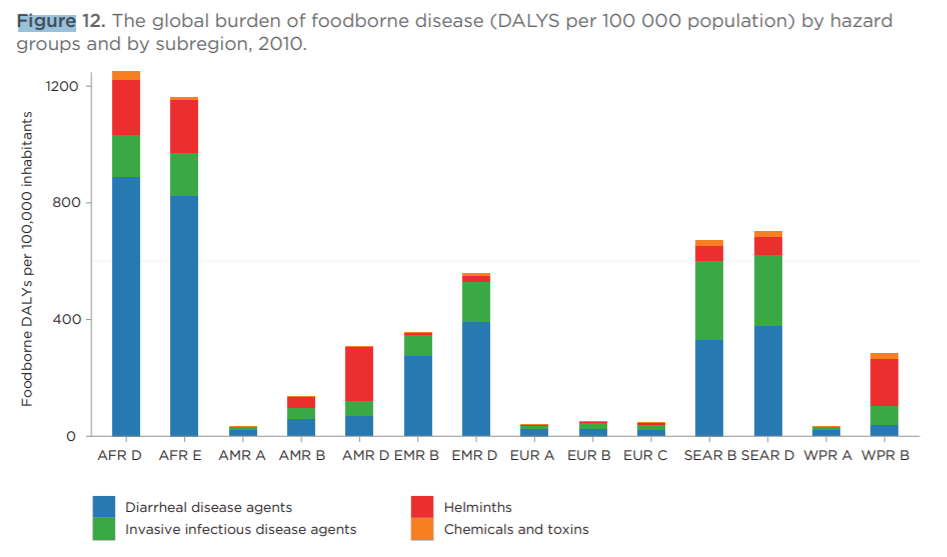 Figure 12. The global burden of foodborne disease (DALYS per 100 000 population) by hazard
groups and by subregion, 2010.
Foodborne DALYs per 100,000 inhabitants
1200
800
400
0
AFR D AFR E AMR A AMR B AMR D EMR B EMR D EUR A EUR B EUR C SEAR B SEAR D WPR A WPR B
Diarrheal disease agents
Invasive infectious disease agents
Helminths
Chemicals and toxins